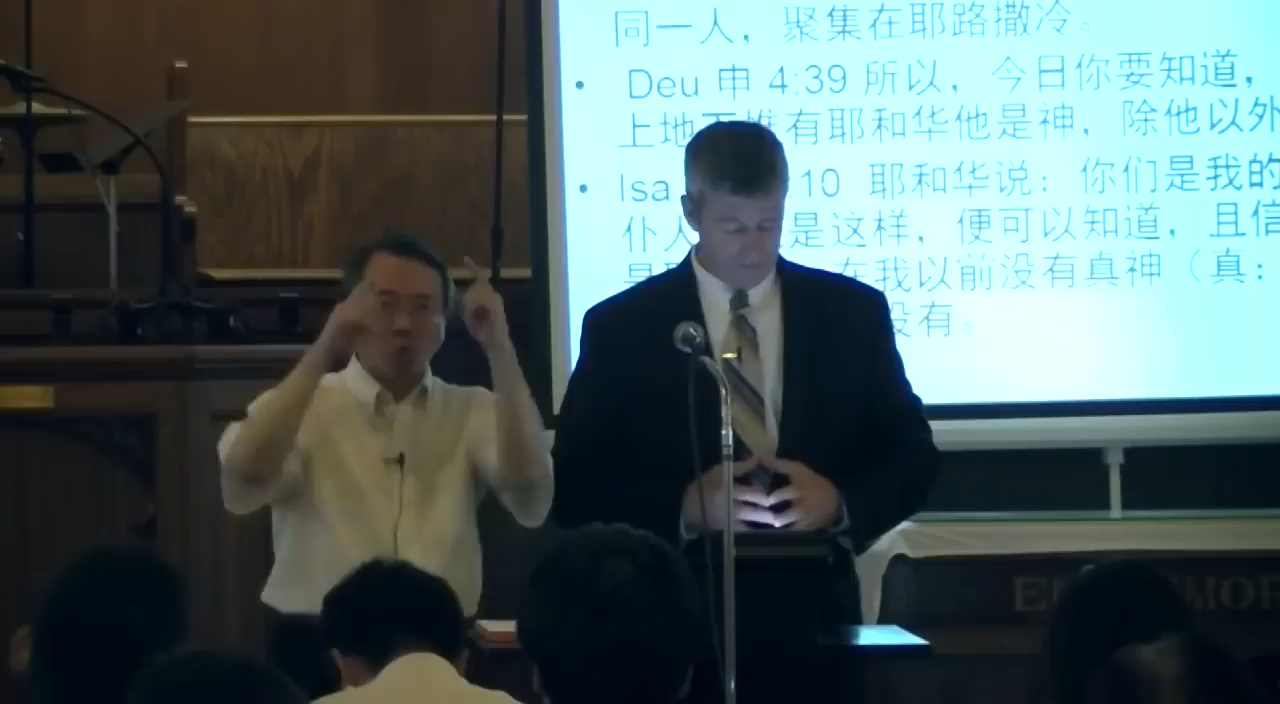 同一人，聚集在耶路撒冷。
• Deu 申 4:39 所以，今日你要知道，
上地 惟有耶和华他是神，除他以外
• Isa 10 耶和华说：你们是我的
仆人 是这样，便可以知道，且信
在我以前没有真神（真：
没有。